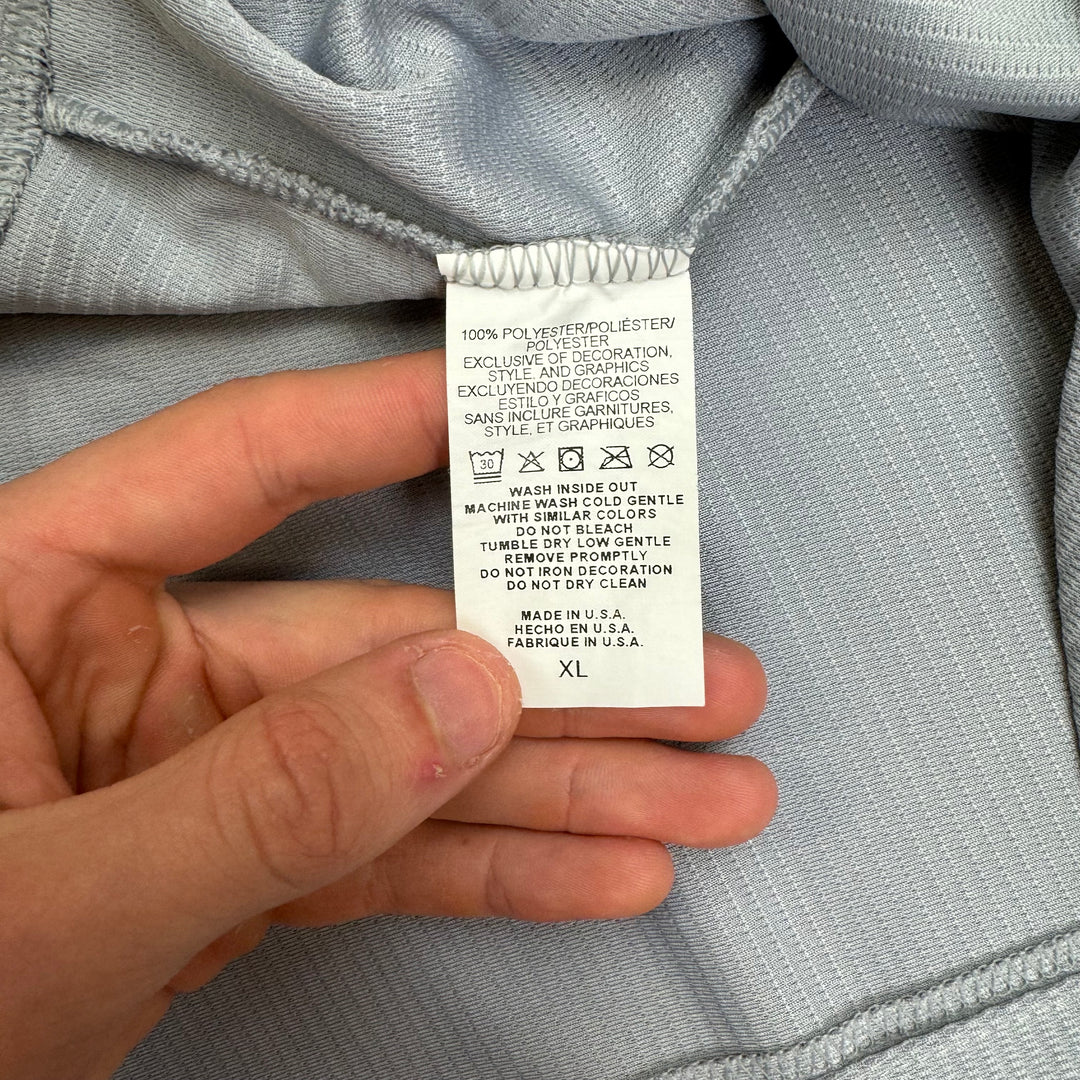 100% POLYESTER/POLIÉSTER/
POLYESTER
EXCLUSIVE OF DECORATION,
STYLE, AND GRAPHICS
EXCLUYENDO DECORACIONES
ESTILO Y GRAFICOS
SANS INCLURE GARNITURES,
STYLE, ET GRAPHIQUES
30
WASH INSIDE OUT
MACHINE WASH COLD GENTLE
WITH SIMILAR COLORS
DO NOT BLEACH
TUMBLE DRY LOW GENTLE
REMOVE PROMPTLY
DO NOT IRON DECORATION
DO NOT DRY CLEAN
MADE IN U.S.A.
HECHO EN U.S.A.
FABRIQUE IN U.S.A.
XL